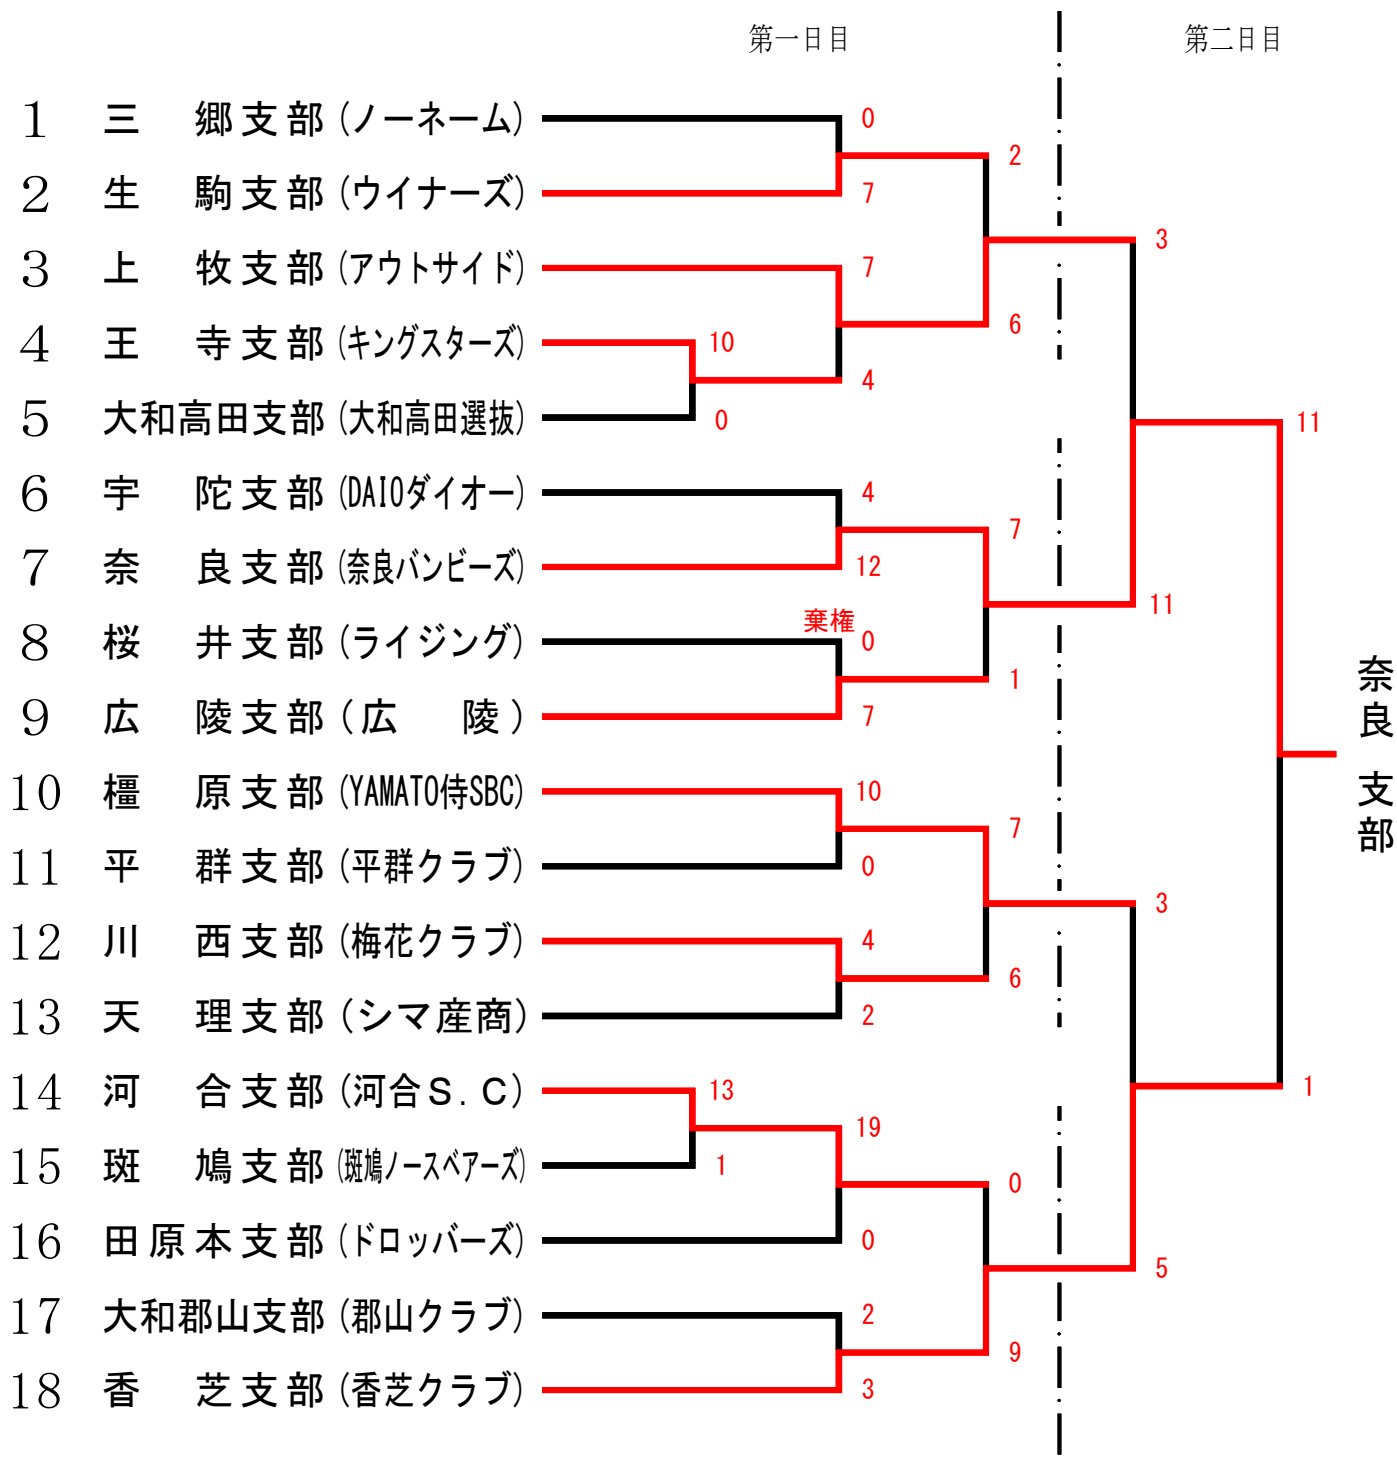 第一日目 第二日目
1 三 郷支部(ノーネーム) 0
2
2 生 駒支部(ウイナーズ) 7
3
3 上 牧支部(アウトサイド) 7
6
4 王 寺支部(キングスターズ) 10
4
5 大和高田支部(大和高田選抜) 0
11
6 宇 陀支部(DAIOダイオー) 4
7
7 奈 良支部(奈良バンビーズ) 12
11
棄権
8 桜 井支部(ライジング) 0
1
9 広 陵支部(広 陵) 7
奈良 支部
10 橿 原支部(YAMATO侍SBC) 10
7
11 平 群支部(平群クラブ) 0
3
12 川 西支部(梅花クラブ) 4
6
13 天 理支部(シマ産商) 2
14 河 合支部(河合S.C) 13
1
19
15 斑 鳩支部(斑鳩ノースベアーズ) 1
0
16 田原本支部(ドロッパーズ) 0
5
17 大和郡山支部(郡山クラブ) 2
9
18 香 芝支部(香芝クラブ) 3